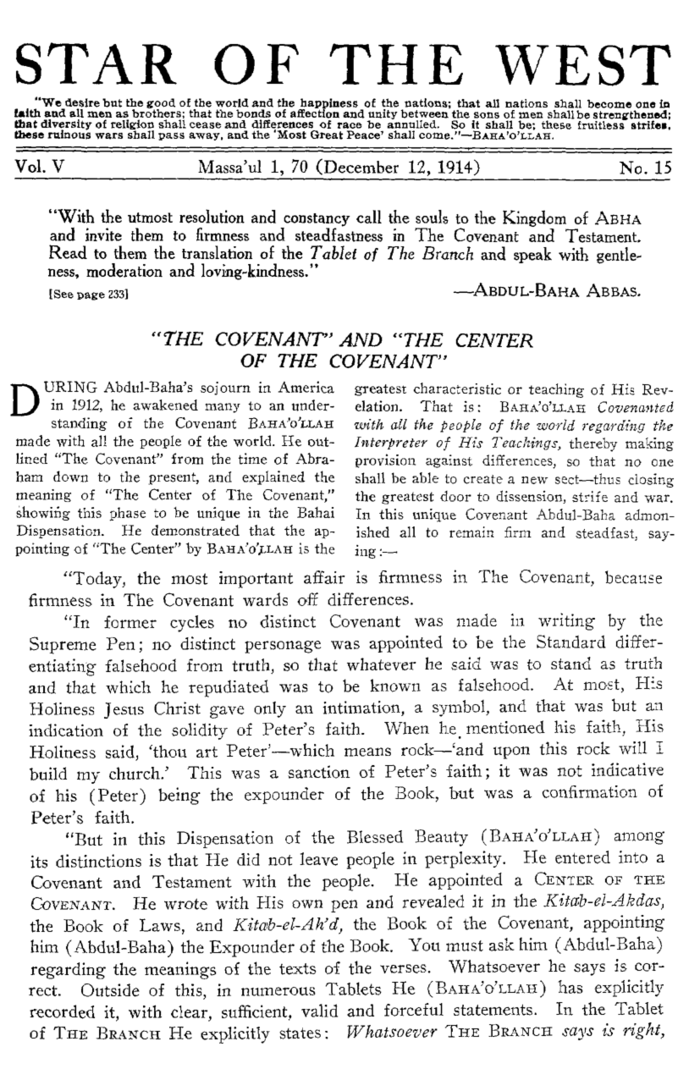 STAR OF THE WEST
"We desire but the good of the world and the happiness of the nations; that all nations shall become one in
faith and all men as brothers; that the bonds of affection and unity between the sons of men shall be strengthened;
that diversity of religion shall cease and differences of race be annulled. So it shall be; these fruitless strifes,
these ruinous wars shall pass away, and the 'Most Great Peace' shall come."—BAHA'O'LLAH.
Vol. V Massa'ul 1, 70 (December 12, 1914) No. 15
"With the utmost resolution and constancy call the souls to the Kingdom of ABHA
and invite them to firmness and steadfastness in The Covenant and Testament.
Read to them the translation of the Tablet of The Branch and speak with gentle-
ness, moderation and loving-kindness."
[See page 233] —ABDUL-BAHA ABBAS.
"THE COVENANT" AND "THE CENTER
OF THE COVENANT"
DURING Abdul-Baha's sojourn in America
in 1912, he awakened many to an under-
standing of the Covenant BAHA'O'LLAH
made with all the people of the world. He out-
lined "The Covenant" from the time of Abra-
ham down to the present, and explained the
meaning of "The Center of The Covenant,"
showing this phase to be unique in the Bahai
Dispensation. He demonstrated that the ap-
pointing of "The Center" by BAHA'O'LLAH is the
greatest characteristic or teaching of His Rev-
elation. That is: BAHA'O'LLAH Covenanted
with all the people of the world regarding the
Interpreter of His Teachings, thereby making
provision against differences, so that no one
shall be able to create a new sect—thus closing
the greatest door to dissension, strife and war.
In this unique Covenant Abdul-Baha admon-
ished all to remain firm and steadfast, say-
ing:—
"Today, the most important affair is firmness in The Covenant, because
firmness in The Covenant wards off differences.
"In former cycles no distinct Covenant was made in writing by the
Supreme Pen; no distinct personage was appointed to be the Standard differ-
entiating falsehood from truth, so that whatever he said was to stand as truth
and that which he repudiated was to be known as falsehood. At most, His
Holiness Jesus Christ gave only an intimation, a symbol, and that was but an
indication of the solidity of Peter's faith. When he mentioned his faith, His
Holiness said, 'thou art Peter'—which means rock—'and upon this rock will I
build my church.' This was a sanction of Peter's faith; it was not indicative
of his (Peter) being the expounder of the Book, but was a confirmation of
Peter's faith.
"But in this Dispensation of the Blessed Beauty (BAHA'O'LLAH) among
its distinctions is that He did not leave people in perplexity. He entered into a
Covenant and Testament with the people. He appointed a CENTER OF THE
COVENANT. He wrote with His own pen and revealed it in the Kitab-el-Akdas,
the Book of Laws, and Kitab-el-Ah'd, the Book of the Covenant, appointing
him (Abdul-Baha) the Expounder of the Book. You must ask him (Abdul-Baha)
regarding the meanings of the texts of the verses. Whatsoever he says is cor-
rect. Outside of this, in numerous Tablets He (BAHA'O'LLAH) has explicitly
recorded it, with clear, sufficient, valid and forceful statements. In the Tablet
of THE BRANCH He explicitly states: Whatsoever THE BRANCH says is right,